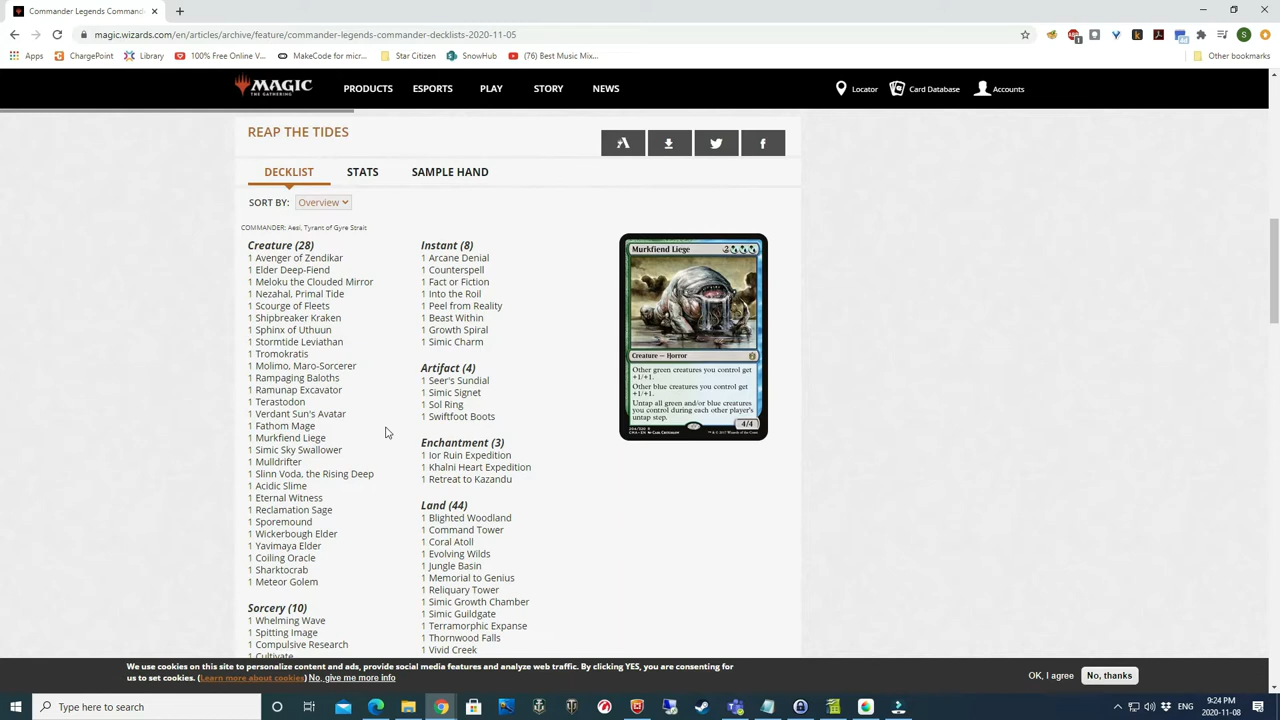 Commander Legends Comman
magic.wizards.com/en/articles/archive/feature/commander-legends-commander-decklists-2020-11-05
Apps
ChargePoint
Library
100% Free Online V...
MakeCode for micr...
Star Citizen
SnowHub
(76) Best Music Mix...
Other bookmarks
MAGIC
THE GATHERING
PRODUCTS
ESPORTS
PLAY
STORY
NEWS
Locator
Card Database
Accounts
REAP THE TIDES
DECKLIST
STATS
SAMPLE HAND
SORT BY:
Overview
COMMANDER: Aesi, Tyrant of Gyre Strait
Creature (28)
1 Avenger of Zendikar
1 Elder Deep-Fiend
1 Meloku the Clouded Mirror
1 Nezahal, Primal Tide
1 Scourge of Fleets
1 Shipbreaker Kraken
1 Sphinx of Uthuun
1 Stormtide Leviathan
1 Tromokratis
1 Molimo, Maro-Sorcerer
1 Rampaging Baloths
1 Ramunap Excavator
1 Terastodon
1 Verdant Sun's Avatar
1 Fathom Mage
1 Murkfiend Liege
1 Simic Sky Swallower
1 Mulldrifter
1 Slinn Voda, the Rising Deep
1 Acidic Slime
1 Eternal Witness
1 Reclamation Sage
1 Sporemound
1 Wickerbough Elder
1 Yavimaya Elder
1 Coiling Oracle
1 Sharktocrab
1 Meteor Golem
Sorcery (10)
1 Whelming Wave
1 Spitting Image
1 Compulsive Research
1 Cultivate
Instant (8)
1 Arcane Denial
1 Counterspell
1 Fact or Fiction
1 Into the Roil
1 Peel from Reality
1 Beast Within
1 Growth Spiral
1 Simic Charm
Artifact (4)
1 Seer's Sundial
1 Simic Signet
1 Sol Ring
1 Swiftfoot Boots
Enchantment (3)
1 Ior Ruin Expedition
1 Khalni Heart Expedition
1 Retreat to Kazandu
Land (44)
1 Blighted Woodland
1 Command Tower
1 Coral Atoll
1 Evolving Wilds
1 Jungle Basin
1 Memorial to Genius
1 Reliquary Tower
1 Simic Growth Chamber
1 Simic Guildgate
1 Terramorphic Expanse
1 Thornwood Falls
1 Vivid Creek
Murkfiend Liege
2
Creature — Horror
Other green creatures you control get
+1/+1.
Other blue creatures you control get
+1/+1.
Untap all green and/or blue creatures
you control during each other player's
untap step.
4/4
We use cookies on this site to personalize content and ads, provide social media features and analyze web traffic. By clicking YES, you are consenting for
us to set cookies. (Learn more about cookies) No, give me more info
OK, I agree
No, thanks
Type here to search
ENG
9:24 PM
2020-11-08